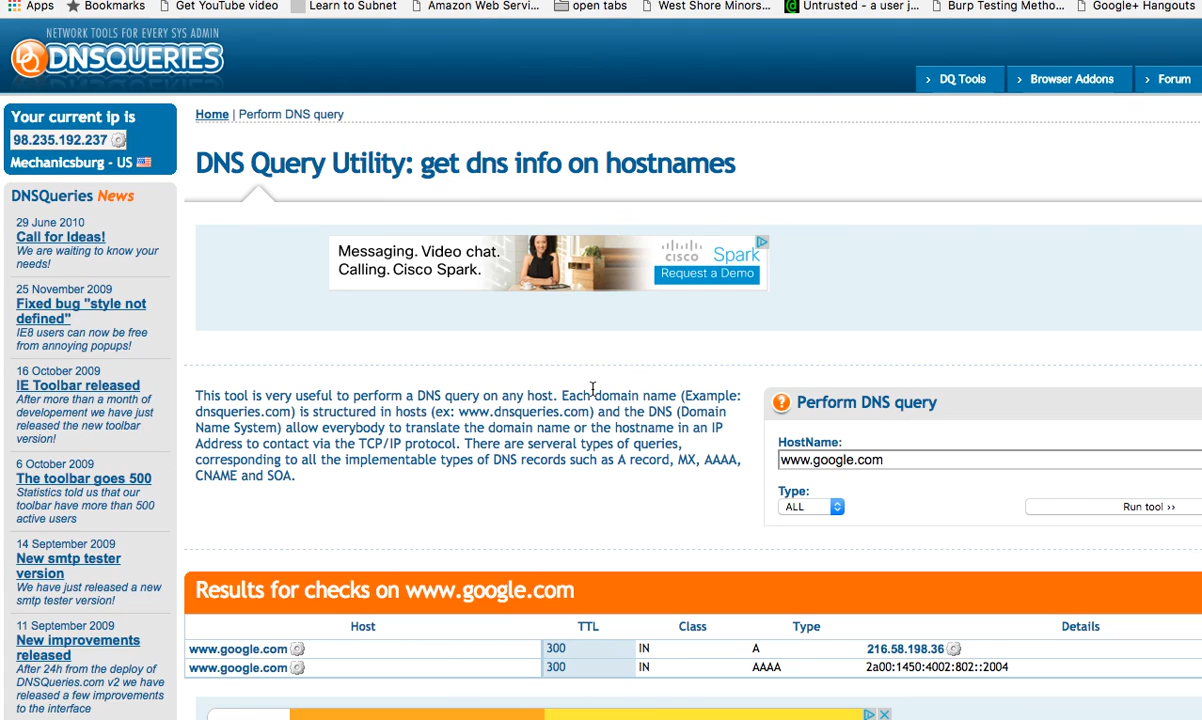 Apps
Bookmarks
Get YouTube video
Learn to Subnet
Amazon Web Servi...
open tabs
West Shore Minors...
Untrusted - a user j...
Burp Testing Metho...
Google+ Hangouts
NETWORK TOOLS FOR EVERY SYS ADMIN
DQ DNSQUERIES
› DQ Tools
› Browser Addons
› Forum
Your current ip is
98.235.192.237
Mechanicsburg - US
DNSQueries News
29 June 2010
Call for Ideas!
We are waiting to know your
needs!
25 November 2009
Fixed bug "style not
defined"
IE8 users can now be free
from annoying popups!
16 October 2009
IE Toolbar released
After more than a month of
developement we have just
released the new toolbar
version!
6 October 2009
The toolbar goes 500
Statistics told us that our
toolbar have more than 500
active users
14 September 2009
New smtp tester
version
We have just released a new
smtp tester version!
11 September 2009
New improvements
released
After 24h from the deploy of
DNSQueries.com v2 we have
released a few improvements
to the interface
Home | Perform DNS query
DNS Query Utility: get dns info on hostnames
Messaging. Video chat.
Calling. Cisco Spark.
CISCO
Spark
Request a Demo
This tool is very useful to perform a DNS query on any host. Each domain name (Example:
dnsqueries.com) is structured in hosts (ex: www.dnsqueries.com) and the DNS (Domain
Name System) allow everybody to translate the domain name or the hostname in an IP
Address to contact via the TCP/IP protocol. There are serveral types of queries,
corresponding to all the implementable types of DNS records such as A record, MX, AAAA,
CNAME and SOA.
? Perform DNS query
HostName:
www.google.com
Type:
ALL
Run tool ››
Results for checks on www.google.com
Host TTL Class Type Details
www.google.com 300 IN A 216.58.198.36
www.google.com 300 IN AAAA 2a00:1450:4002:802::2004